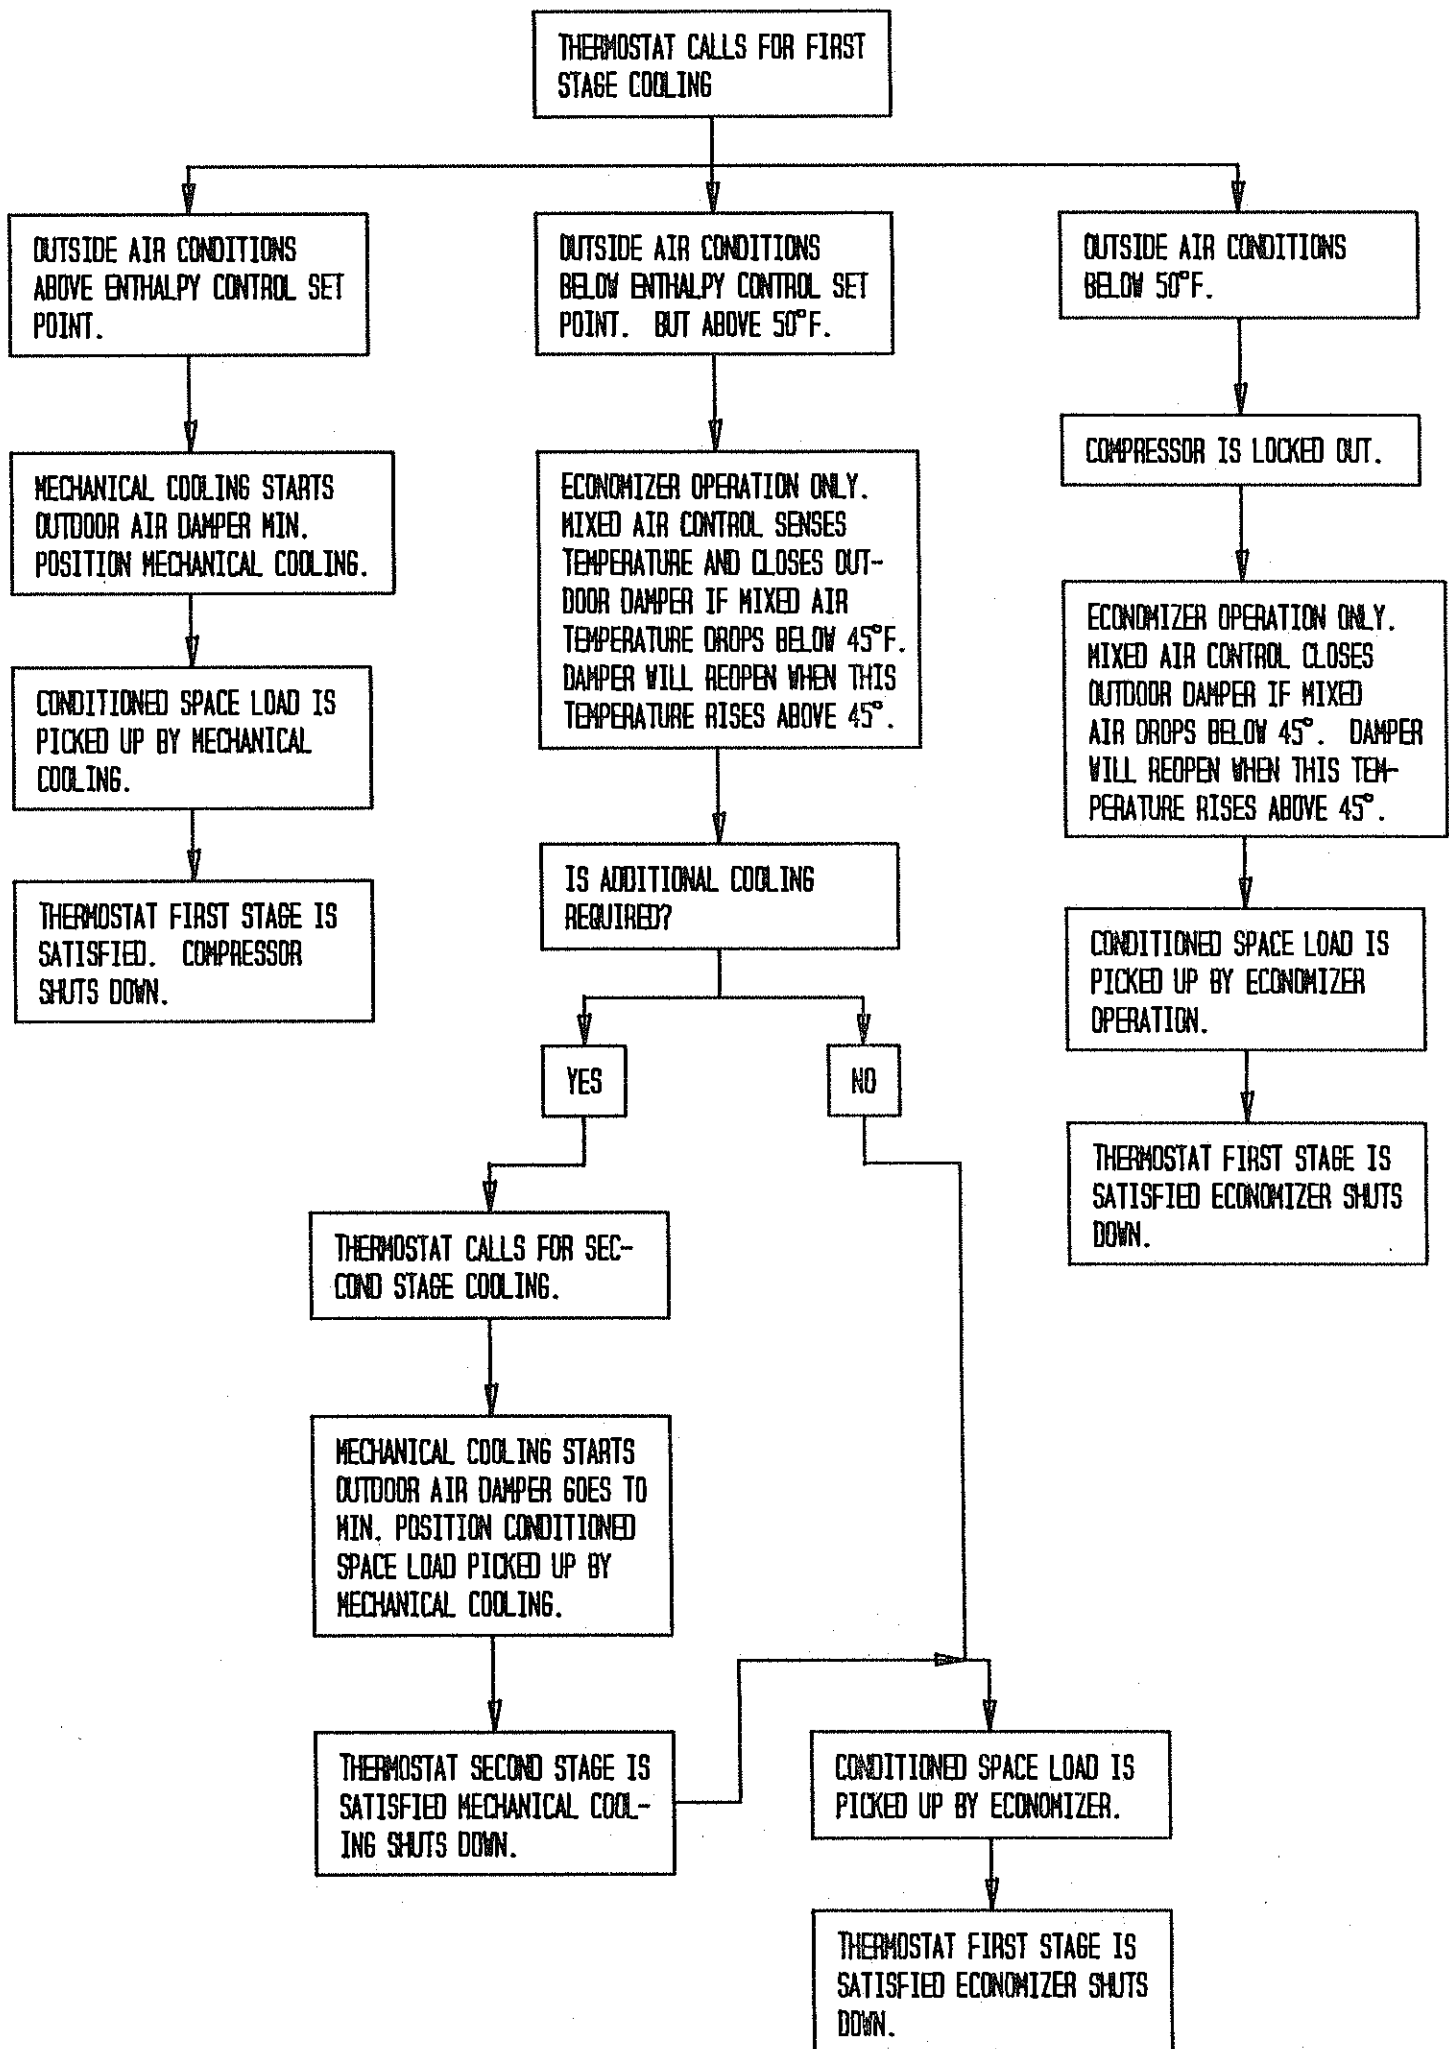 THERMOSTAT CALLS FOR FIRST
STAGE COOLING
OUTSIDE AIR CONDITIONS
ABOVE ENTHALPY CONTROL SET
POINT.
MECHANICAL COOLING STARTS
OUTDOOR AIR DAMPER MIN.
POSITION MECHANICAL COOLING.
CONDITIONED SPACE LOAD IS
PICKED UP BY MECHANICAL
COOLING.
THERMOSTAT FIRST STAGE IS
SATISFIED. COMPRESSOR
SHUTS DOWN.
OUTSIDE AIR CONDITIONS
BELOW ENTHALPY CONTROL SET
POINT. BUT ABOVE 50°F.
ECONOMIZER OPERATION ONLY.
MIXED AIR CONTROL SENSES
TEMPERATURE AND CLOSES OUT-
DOOR DAMPER IF MIXED AIR
TEMPERATURE DROPS BELOW 45°F.
DAMPER WILL REOPEN WHEN THIS
TEMPERATURE RISES ABOVE 45°.
IS ADDITIONAL COOLING
REQUIRED?
YES
NO
THERMOSTAT CALLS FOR SEC-
OND STAGE COOLING.
MECHANICAL COOLING STARTS
OUTDOOR AIR DAMPER GOES TO
MIN. POSITION CONDITIONED
SPACE LOAD PICKED UP BY
MECHANICAL COOLING.
THERMOSTAT SECOND STAGE IS
SATISFIED MECHANICAL COOL-
ING SHUTS DOWN.
CONDITIONED SPACE LOAD IS
PICKED UP BY ECONOMIZER.
THERMOSTAT FIRST STAGE IS
SATISFIED ECONOMIZER SHUTS
DOWN.
OUTSIDE AIR CONDITIONS
BELOW 50°F.
COMPRESSOR IS LOCKED OUT.
ECONOMIZER OPERATION ONLY.
MIXED AIR CONTROL CLOSES
OUTDOOR DAMPER IF MIXED
AIR DROPS BELOW 45°. DAMPER
WILL REOPEN WHEN THIS TEM-
PERATURE RISES ABOVE 45°.
CONDITIONED SPACE LOAD IS
PICKED UP BY ECONOMIZER
OPERATION.
THERMOSTAT FIRST STAGE IS
SATISFIED ECONOMIZER SHUTS
DOWN.